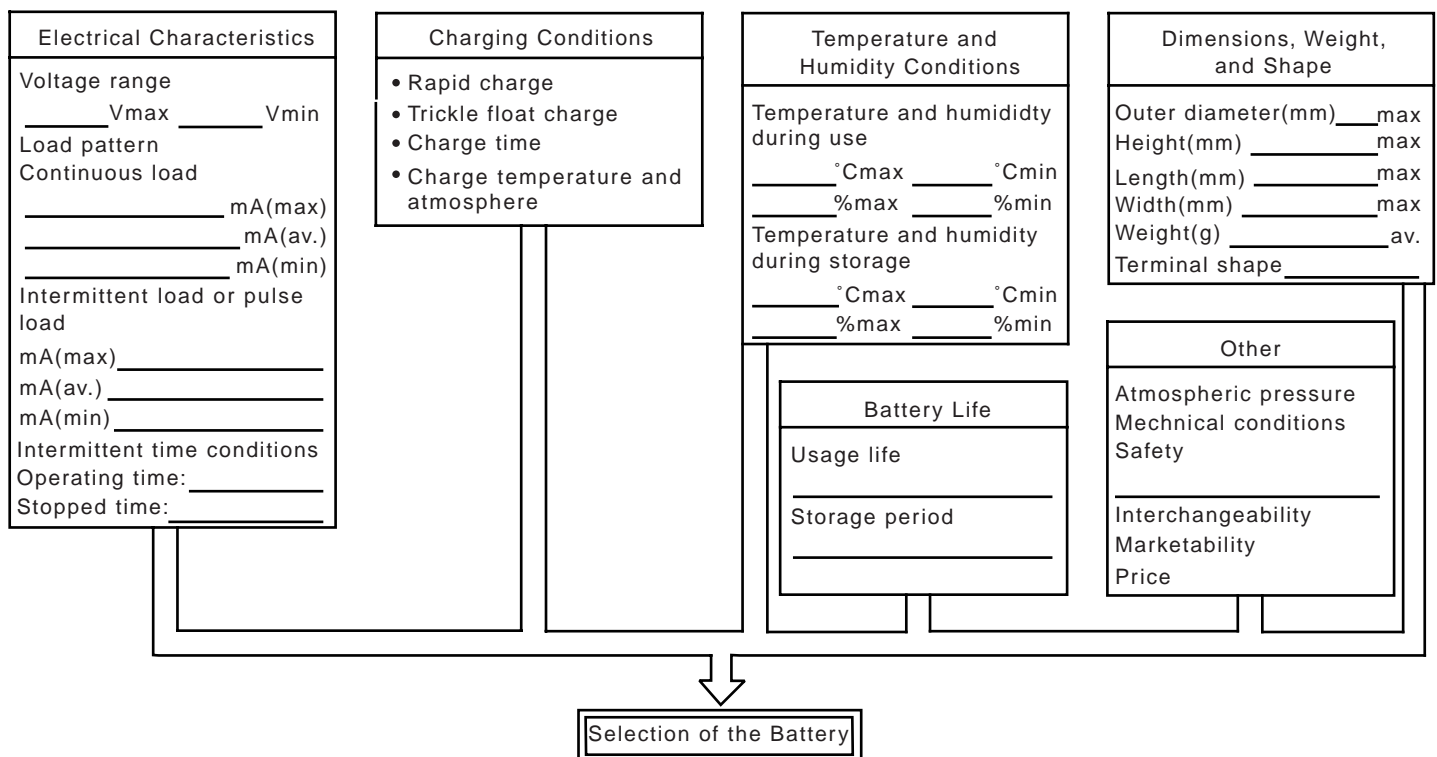 Electrical Characteristics
Voltage range
Vmax Vmin
Load pattern
Continuous load
mA(max)
mA(av.)
mA(min)
Intermittent load or pulse
load
mA(max)
mA(av.)
mA(min)
Intermittent time conditions
Operating time:
Stopped time:
Charging Conditions
• Rapid charge
• Trickle float charge
• Charge time
• Charge temperature and
atmosphere
Temperature and
Humidity Conditions
Temperature and humididty
during use
°Cmax °Cmin
%max %min
Temperature and humidity
during storage
°Cmax °Cmin
%max %min
Battery Life
Usage life
Storage period
Dimensions, Weight,
and Shape
Outer diameter(mm) max
Height(mm) max
Length(mm) max
Width(mm) max
Weight(g) av.
Terminal shape
Other
Atmospheric pressure
Mechnical conditions
Safety
Interchangeability
Marketability
Price
Selection of the Battery